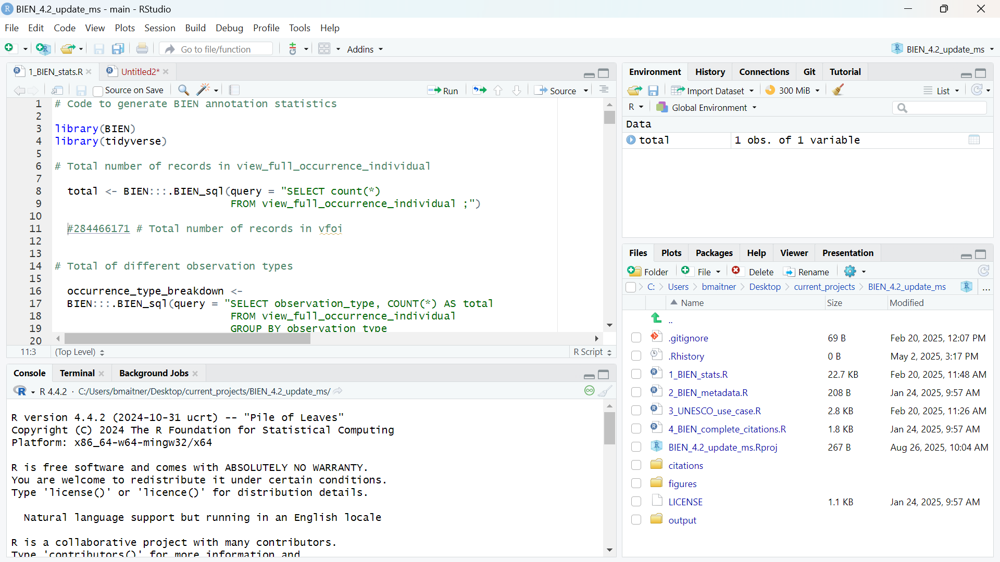 BIEN_4.2_update_ms - main - RStudio
File Edit Code View Plots Session Build Debug Profile Tools Help
Go to file/function Addins BIEN_4.2_update_ms
1_BIEN_stats.R Untitled2*
Source on Save Run Source
1 # Code to generate BIEN annotation statistics
2
3 library(BIEN)
4 library(tidyverse)
5
6 # Total number of records in view_full_occurrence_individual
7
8 total <- BIEN:::.BIEN_sql(query = "SELECT count(*)
9 FROM view_full_occurrence_individual ;")
10
11 #284466171 # Total number of records in vfoi
12
13
14 # Total of different observation types
15
16 occurrence_type_breakdown <-
17 BIEN:::.BIEN_sql(query = "SELECT observation_type, COUNT(*) AS total
18 FROM view_full_occurrence_individual
19 GROUP BY observation_type
20
11:3 (Top Level) R Script
Console Terminal Background Jobs
R 4.4.2 · C:/Users/bmaitner/Desktop/current_projects/BIEN_4.2_update_ms/
R version 4.4.2 (2024-10-31 ucrt) -- "Pile of Leaves"
Copyright (C) 2024 The R Foundation for Statistical Computing
Platform: x86_64-w64-mingw32/x64
R is free software and comes with ABSOLUTELY NO WARRANTY.
You are welcome to redistribute it under certain conditions.
Type 'license()' or 'licence()' for distribution details.
Natural language support but running in an English locale
R is a collaborative project with many contributors.
Type 'contributors()' for more information and
Environment History Connections Git Tutorial
Import Dataset 300 MiB List
R Global Environment
Data
total 1 obs. of 1 variable
Files Plots Packages Help Viewer Presentation
Folder File Delete Rename
C: Users bmaitner Desktop current_projects BIEN_4.2_update_ms ...
Name Size Modified
..
.gitignore 69 B Feb 20, 2025, 12:07 PM
.Rhistory 0 B May 2, 2025, 3:17 PM
1_BIEN_stats.R 22.7 KB Feb 20, 2025, 11:48 AM
2_BIEN_metadata.R 208 B Jan 24, 2025, 9:57 AM
3_UNESCO_use_case.R 2.8 KB Feb 20, 2025, 11:26 AM
4_BIEN_complete_citations.R 1.8 KB Jan 24, 2025, 9:57 AM
BIEN_4.2_update_ms.Rproj 267 B Aug 26, 2025, 10:04 AM
citations
figures
LICENSE 1.1 KB Jan 24, 2025, 9:57 AM
output